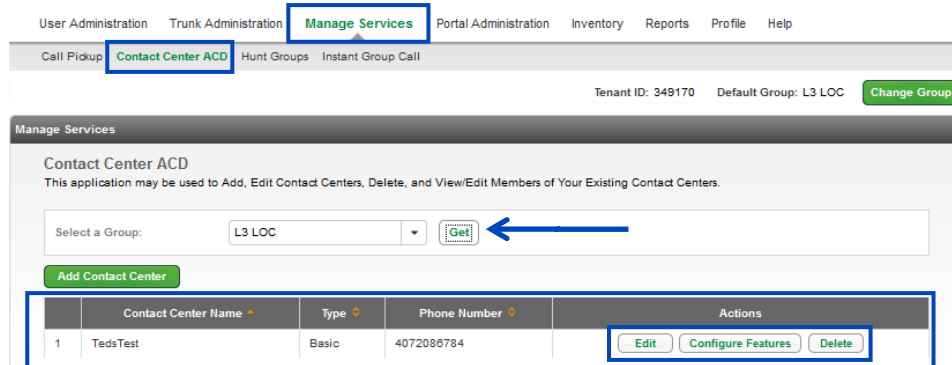 User Administration Trunk Administration Manage Services Portal Administration Inventory Reports Profile Help
Call Pickup Contact Center ACD Hunt Groups Instant Group Call
Tenant ID: 349170 Default Group: L3 LOC Change Group
Manage Services
Contact Center ACD
This application may be used to Add, Edit Contact Centers, Delete, and View/Edit Members of Your Existing Contact Centers.
Select a Group: L3 LOC Get
Add Contact Center
Contact Center Name Type Phone Number Actions
1 TedsTest Basic 4072086784 Edit Configure Features Delete